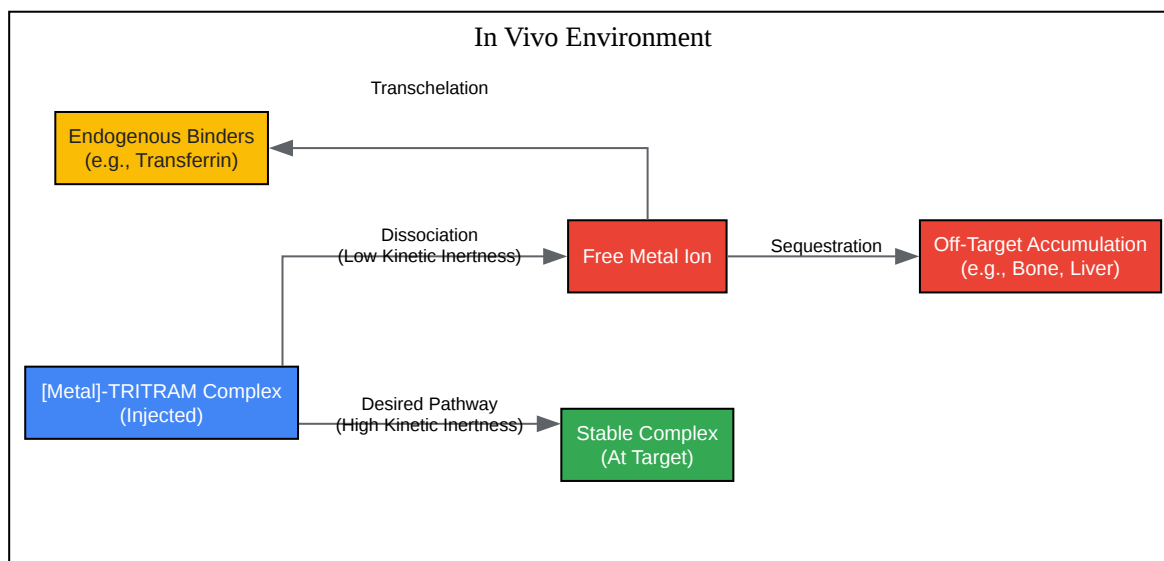 In Vivo Environment
Transchelation
Endogenous Binders
(e.g., Transferrin)
Dissociation
(Low Kinetic Inertness)
Free Metal Ion
Sequestration
Off-Target Accumulation
(e.g., Bone, Liver)
[Metal]-TRITRAM Complex
(Injected)
Desired Pathway
(High Kinetic Inertness)
Stable Complex
(At Target)